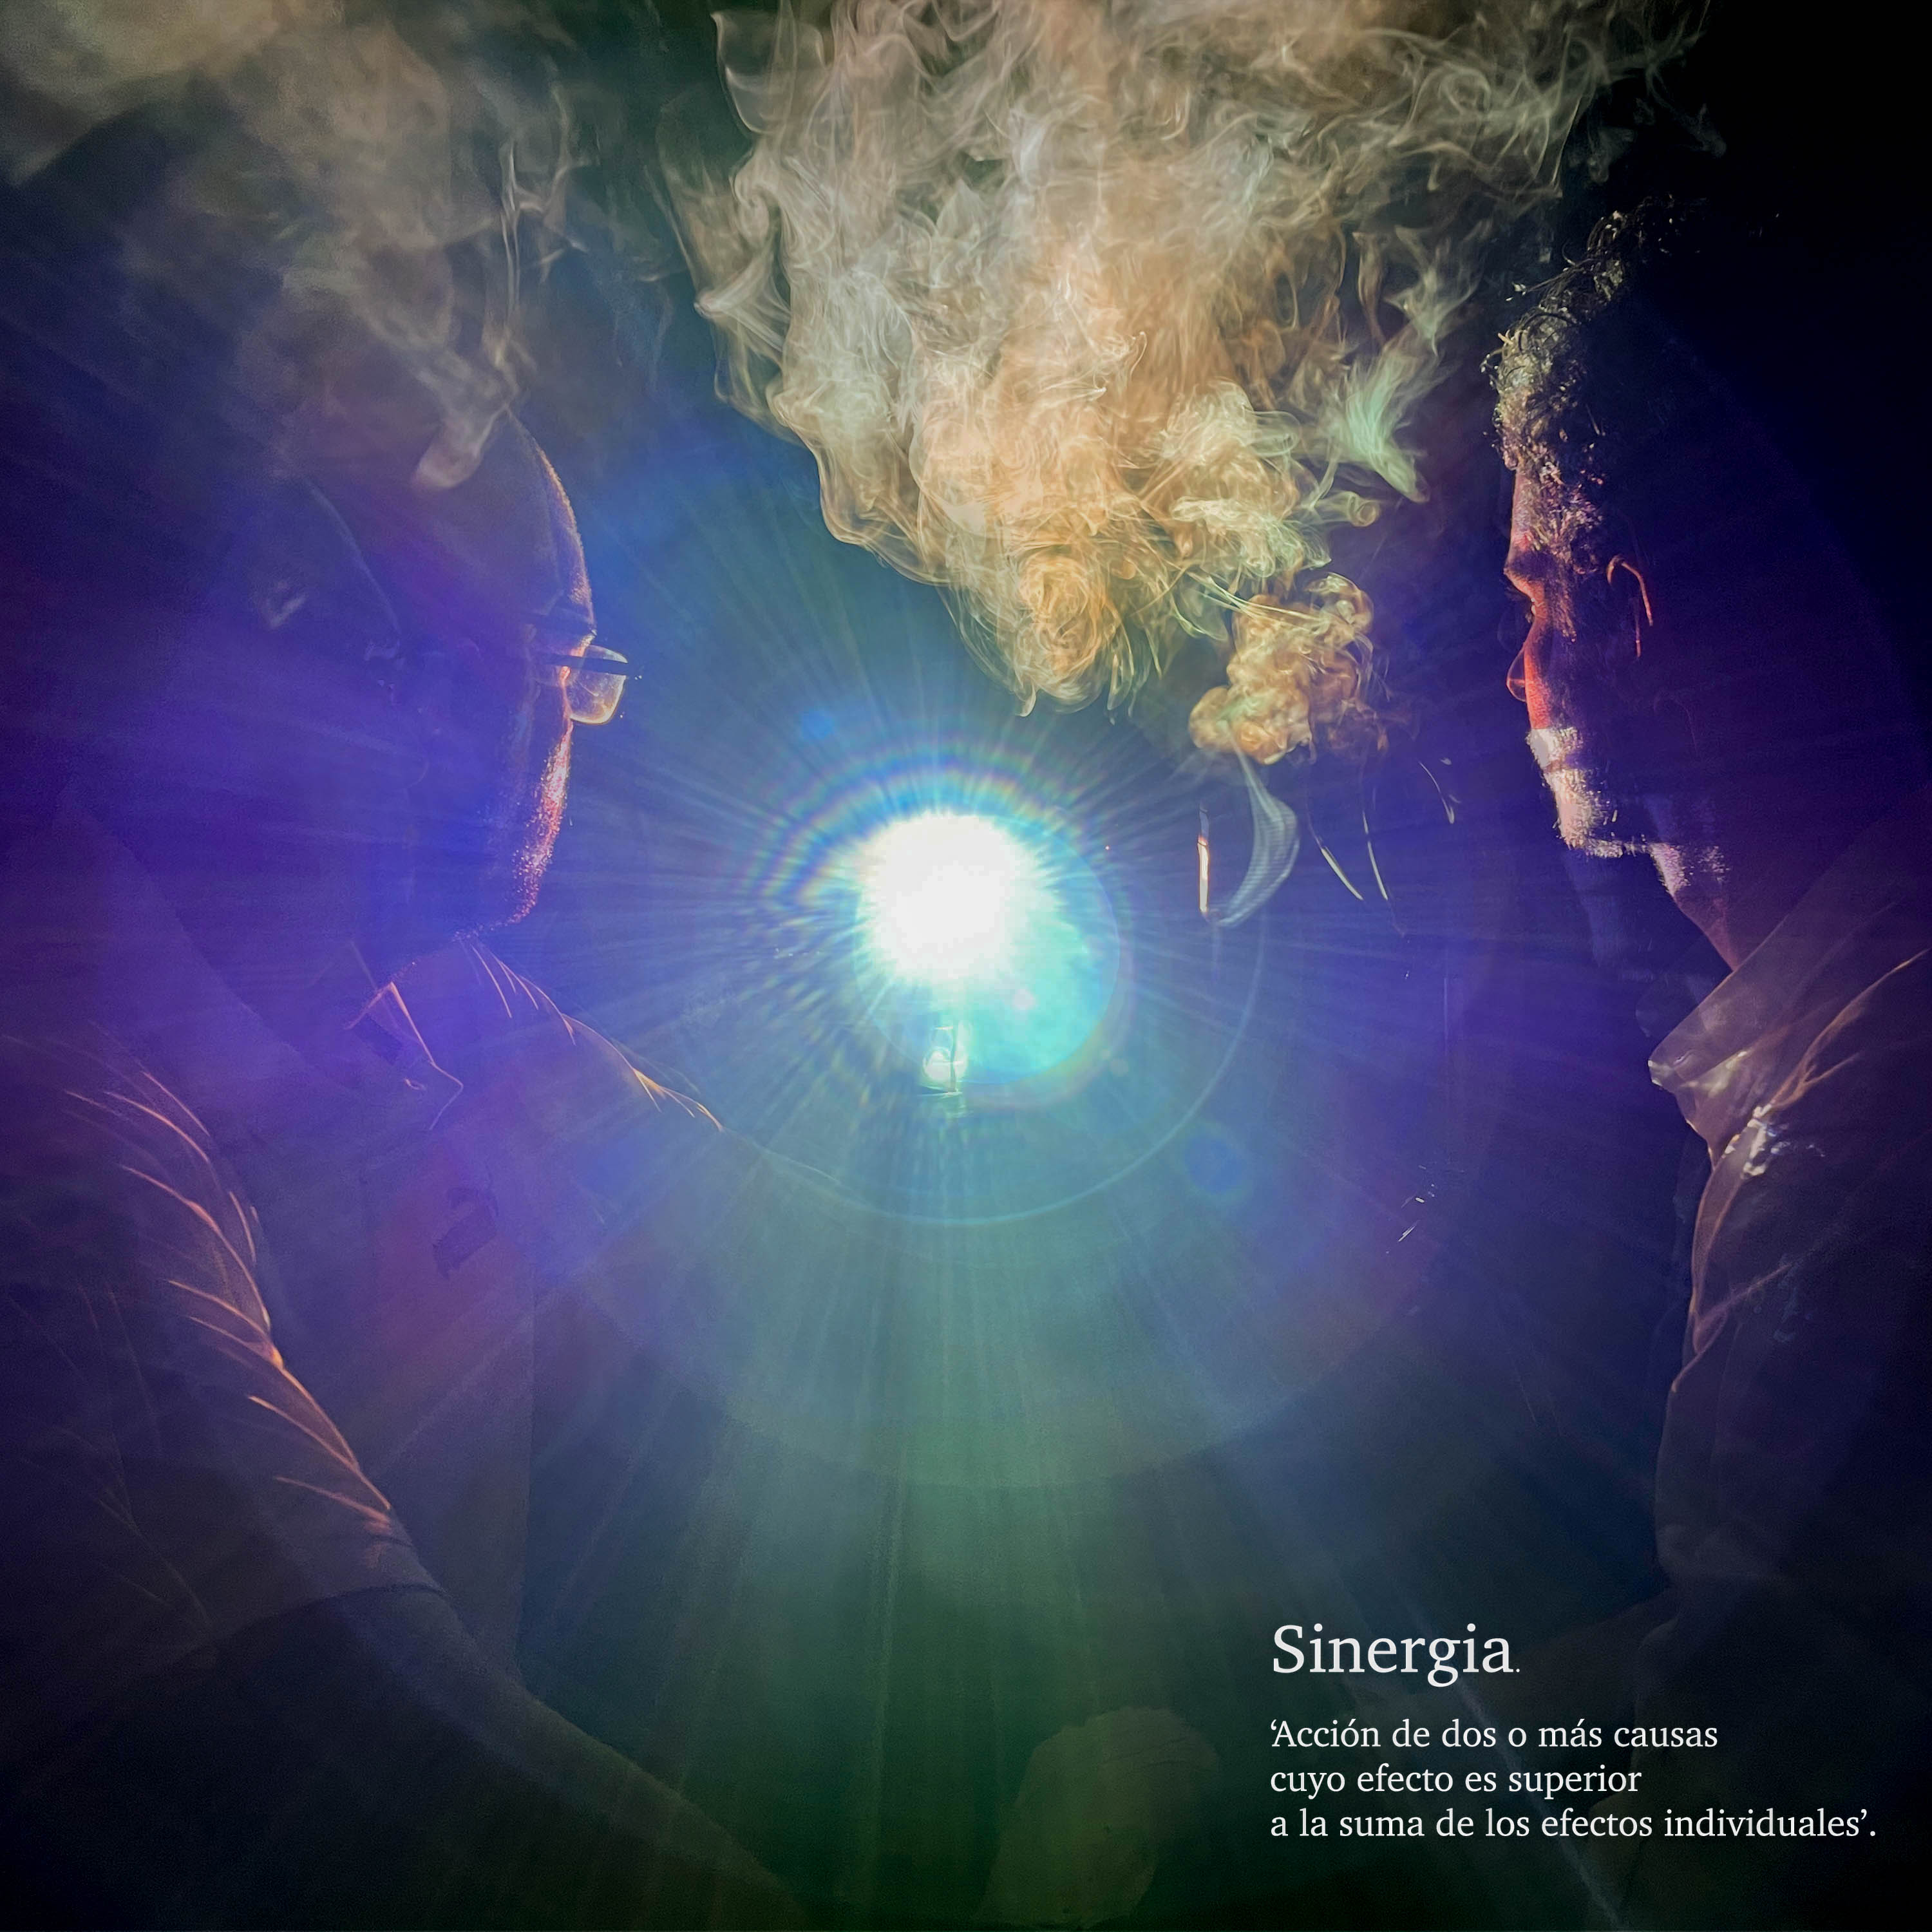 Sinergia.
‘Acción de dos o más causas
cuyo efecto es superior
a la suma de los efectos individuales’.